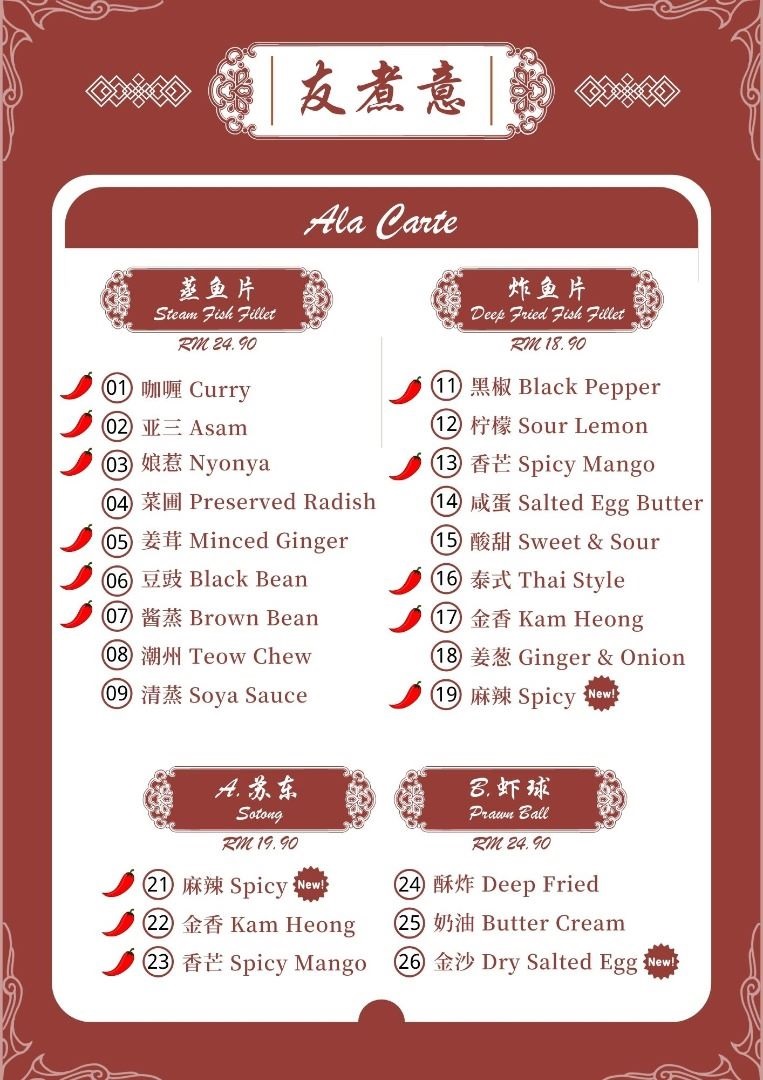 友煮意
Ala Carte
蒸鱼片
Steam Fish Fillet
RM 24.90
01 咖喱 Curry
02 亚三 Asam
03 娘惹 Nyonya
04 菜圃 Preserved Radish
05 姜茸 Minced Ginger
06 豆豉 Black Bean
07 酱蒸 Brown Bean
08 潮州 Teow Chew
09 清蒸 Soya Sauce
炸鱼片
Deep Fried Fish Fillet
RM 18.90
11 黑椒 Black Pepper
12 柠檬 Sour Lemon
13 香芒 Spicy Mango
14 咸蛋 Salted Egg Butter
15 酸甜 Sweet & Sour
16 泰式 Thai Style
17 金香 Kam Heong
18 姜葱 Ginger & Onion
19 麻辣 Spicy New!
A. 苏东
Sotong
RM 19.90
21 麻辣 Spicy New!
22 金香 Kam Heong
23 香芒 Spicy Mango
B. 虾球
Prawn Ball
RM 24.90
24 酥炸 Deep Fried
25 奶油 Butter Cream
26 金沙 Dry Salted Egg New!